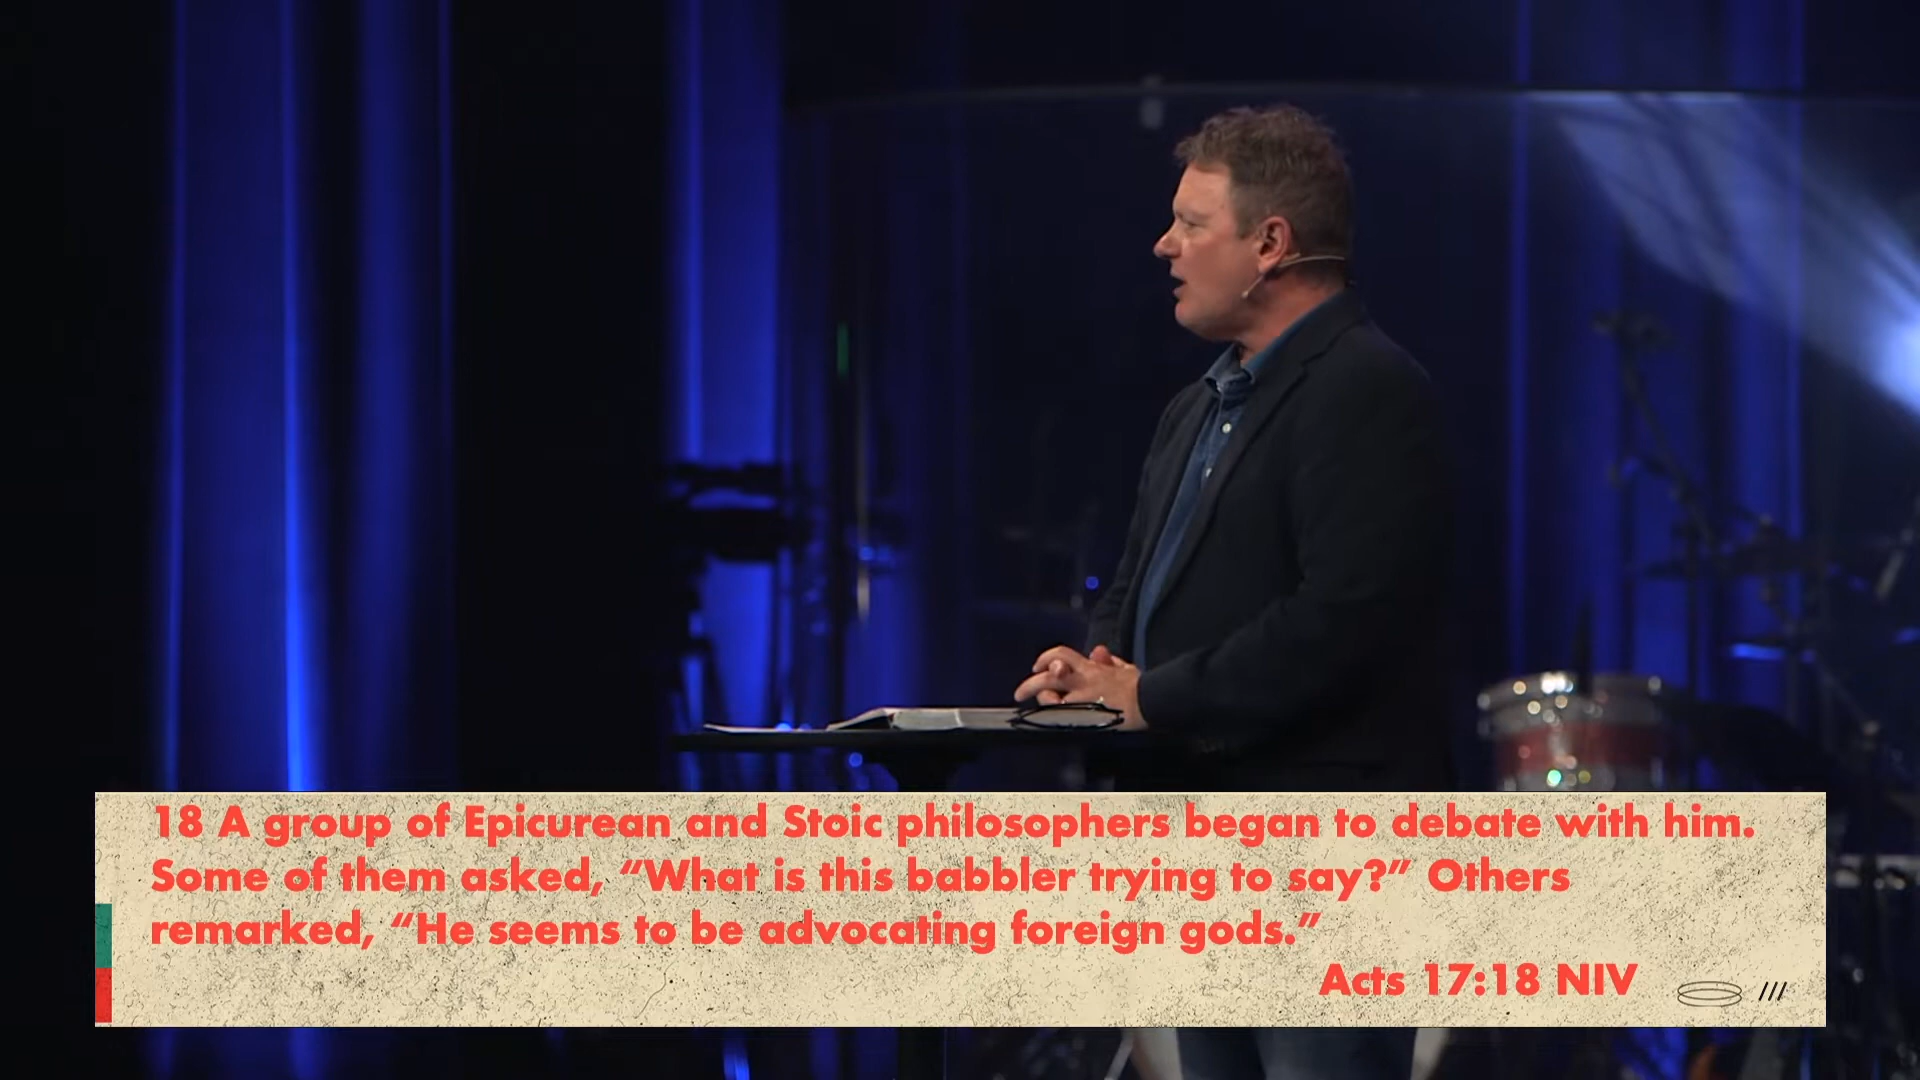 18 A group of Epicurean and Stoic philosophers began to debate with him.
Some of them asked, “What is this babbler trying to say?” Others
remarked, “He seems to be advocating foreign gods.”
Acts 17:18 NIV